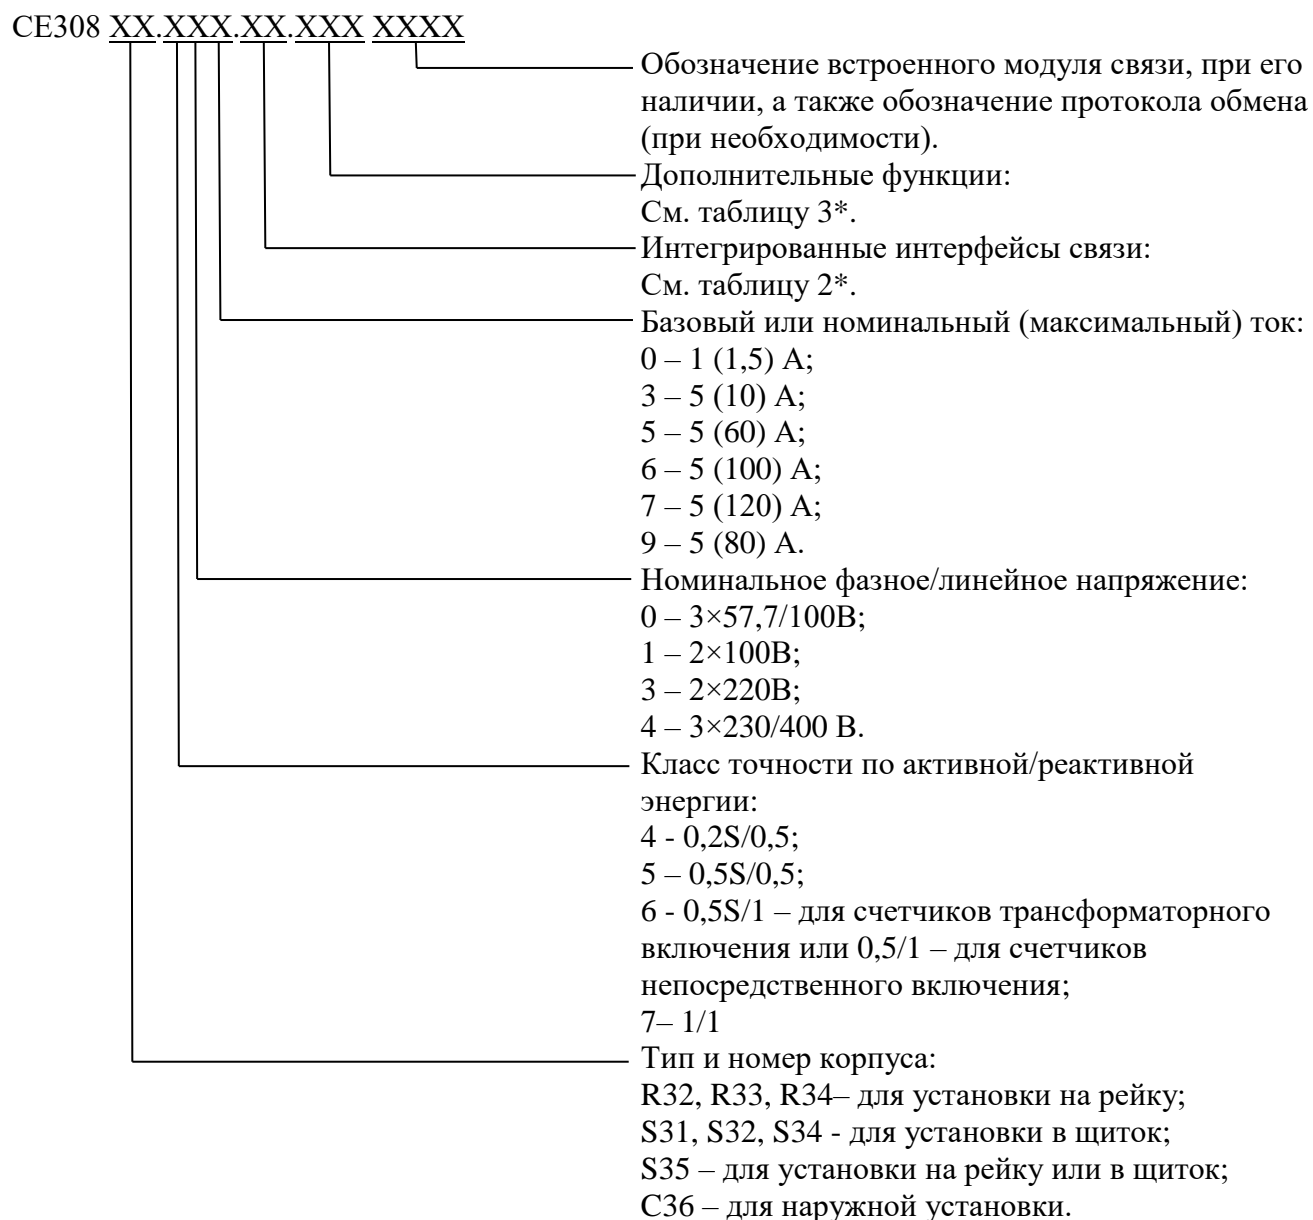 СЕ308 XX.XXX.XX.XXX XXXX
Обозначение встроенного модуля связи, при его
наличии, а также обозначение протокола обмена
(при необходимости).
Дополнительные функции:
См. таблицу 3*.
Интегрированные интерфейсы связи:
См. таблицу 2*.
Базовый или номинальный (максимальный) ток:
0 – 1 (1,5) А;
3 – 5 (10) А;
5 – 5 (60) А;
6 – 5 (100) А;
7 – 5 (120) А;
9 – 5 (80) А.
Номинальное фазное/линейное напряжение:
0 – 3×57,7/100В;
1 – 2×100В;
3 – 2×220В;
4 – 3×230/400 В.
Класс точности по активной/реактивной
энергии:
4 - 0,2S/0,5;
5 – 0,5S/0,5;
6 - 0,5S/1 – для счетчиков трансформаторного
включения или 0,5/1 – для счетчиков
непосредственного включения;
7– 1/1
Тип и номер корпуса:
R32, R33, R34– для установки на рейку;
S31, S32, S34 - для установки в щиток;
S35 – для установки на рейку или в щиток;
С36 – для наружной установки.